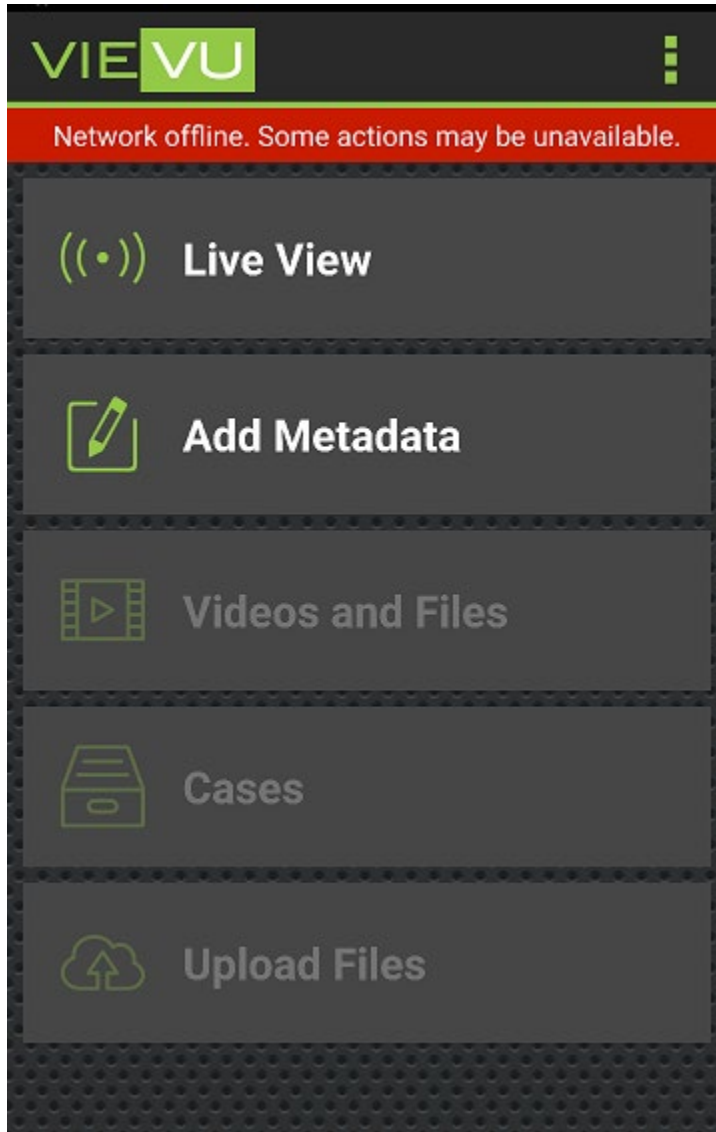 VIEVU
Network offline. Some actions may be unavailable.
Live View
Add Metadata
Videos and Files
Cases
Upload Files